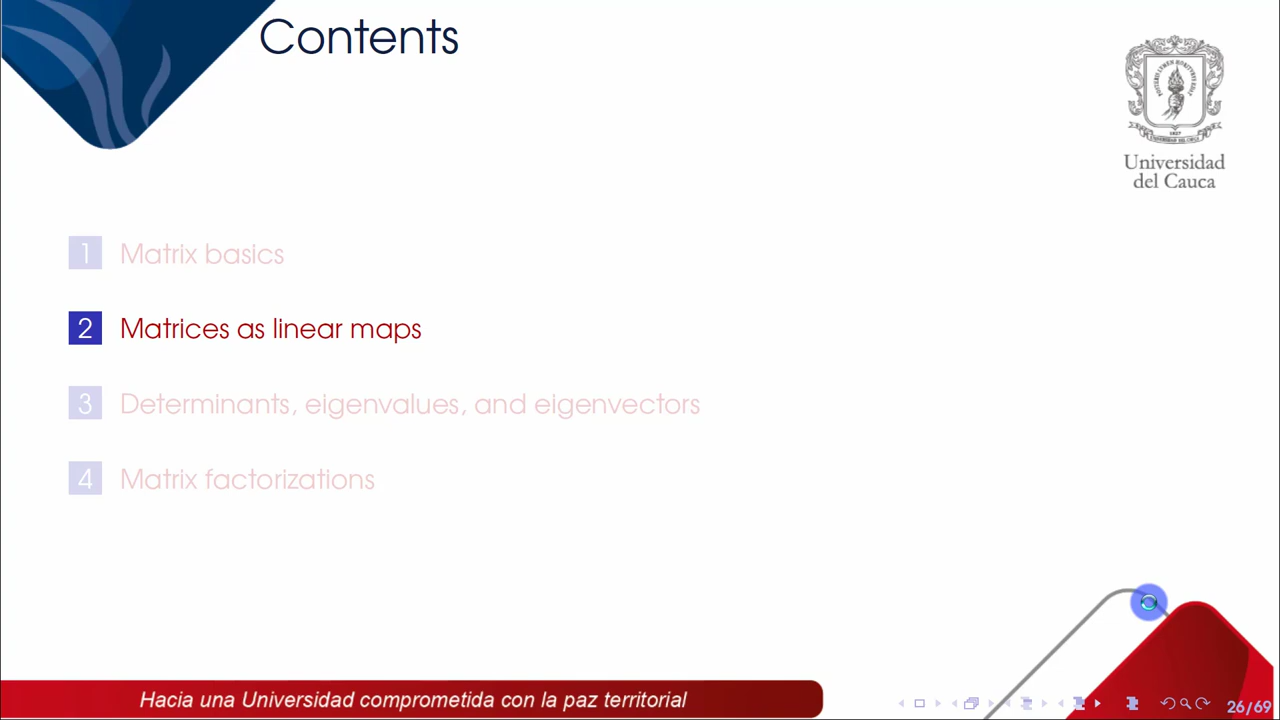 Contents
Universidad
del Cauca
1 Matrix basics
2 Matrices as linear maps
3 Determinants, eigenvalues, and eigenvectors
4 Matrix factorizations
Hacia una Universidad comprometida con la paz territorial
26/69